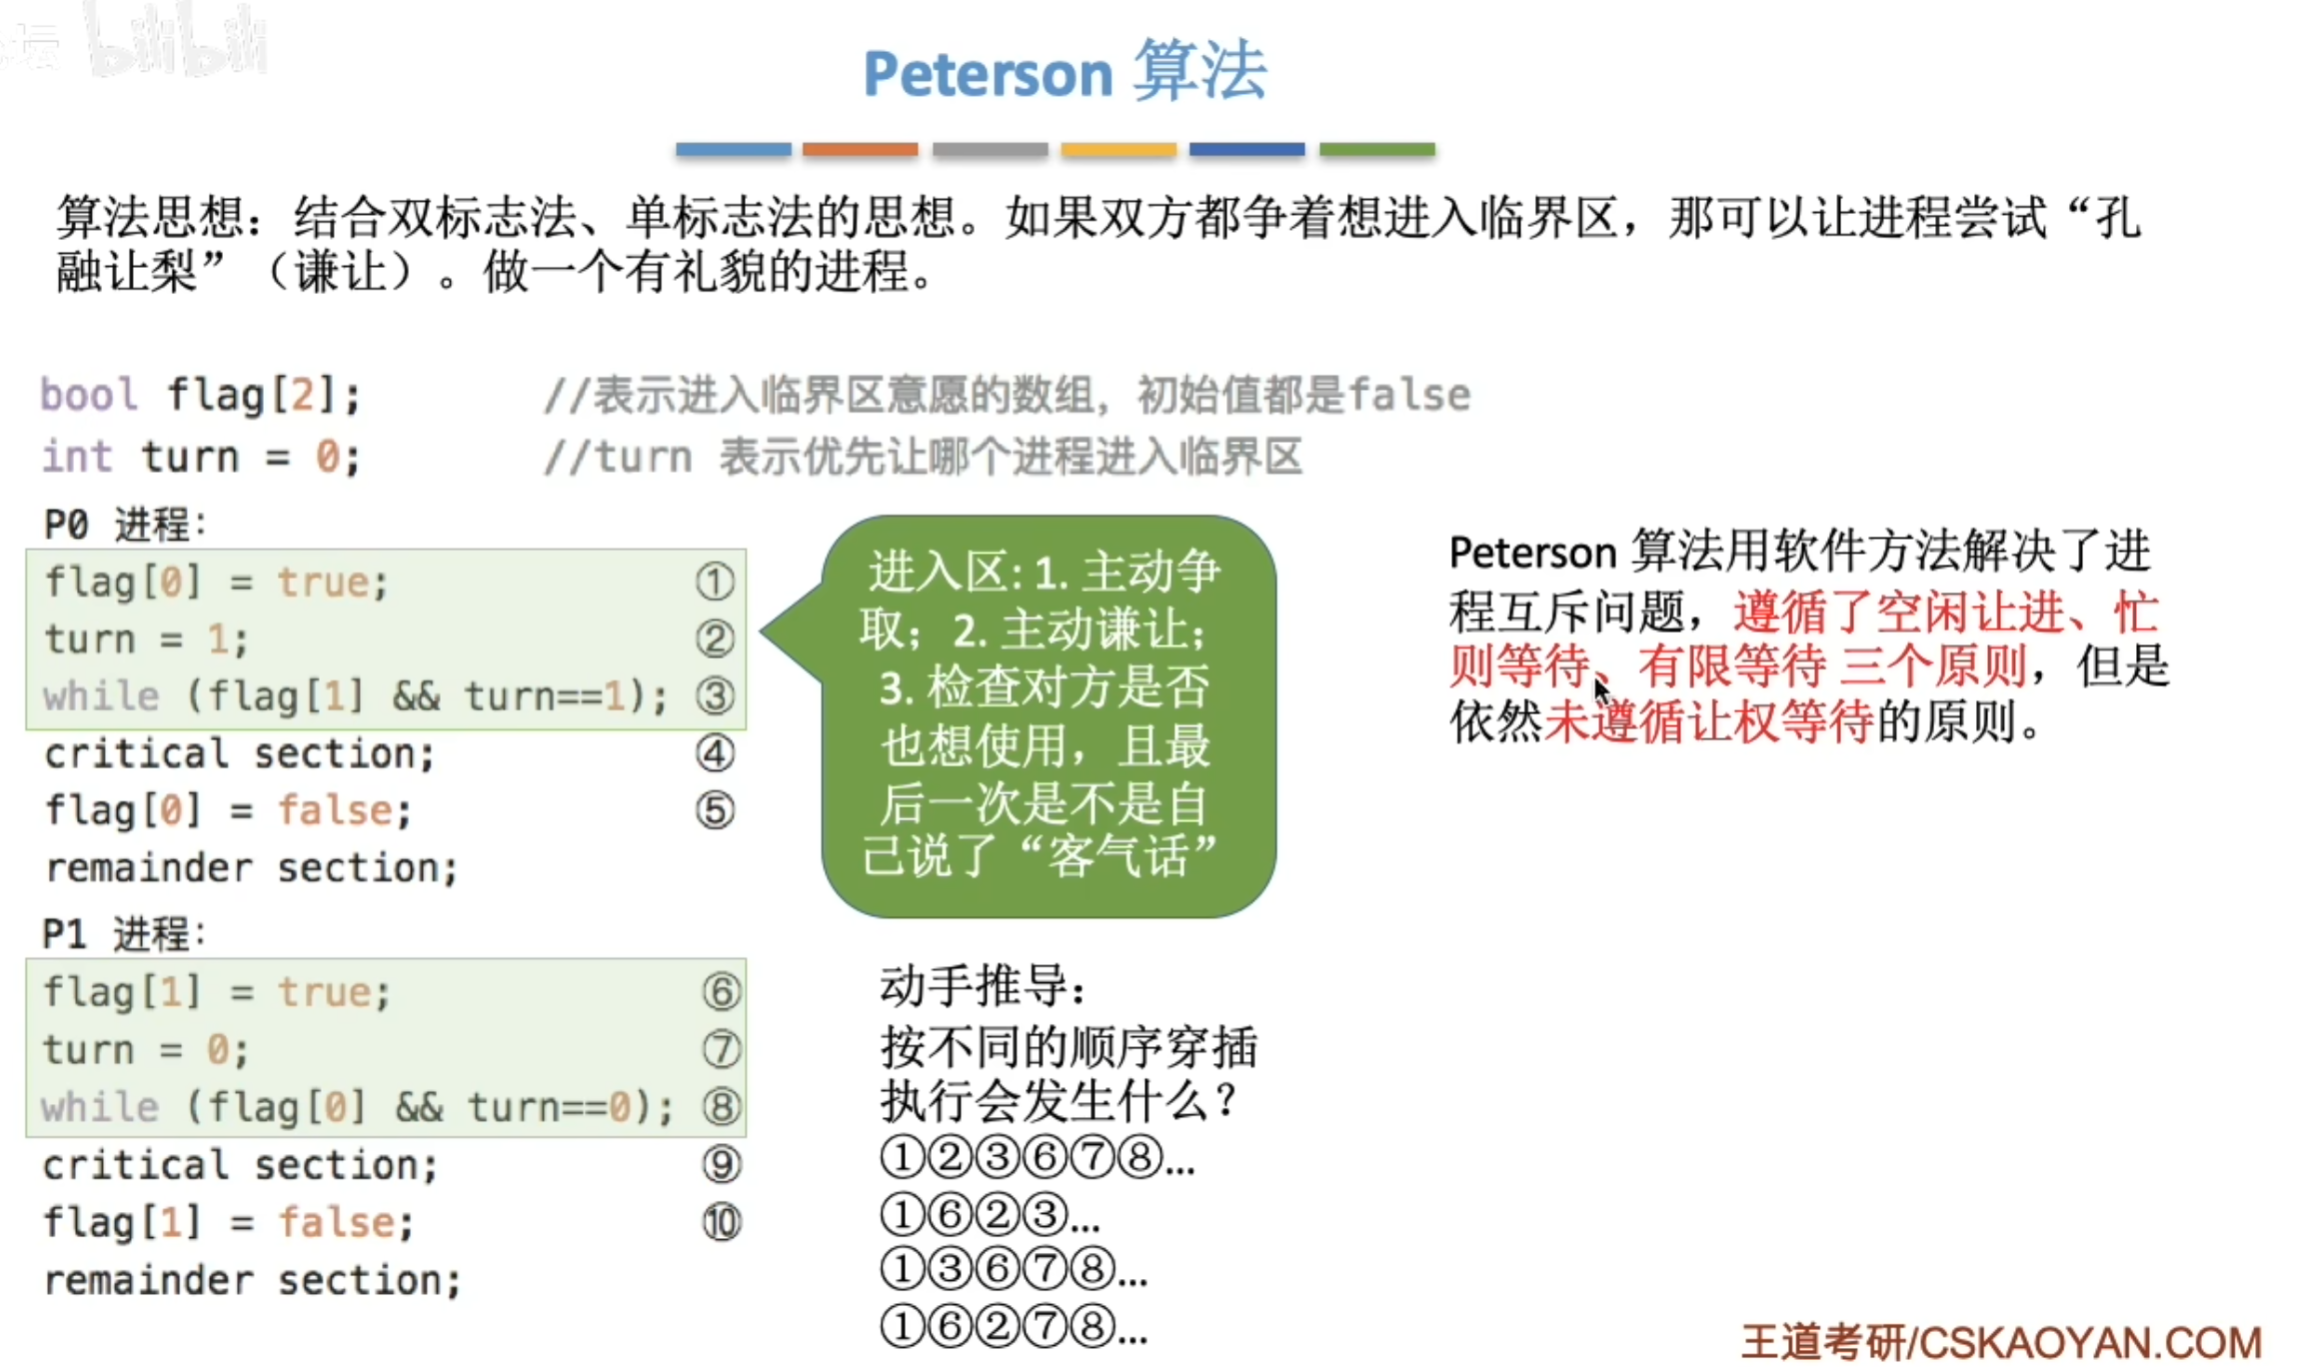 坛 bilibili
Peterson 算法
算法思想：结合双标志法、单标志法的思想。如果双方都争着想进入临界区，那可以让进程尝试“孔
融让梨”（谦让）。做一个有礼貌的进程。
bool flag[2]; //表示进入临界区意愿的数组，初始值都是false
int turn = 0; //turn 表示优先让哪个进程进入临界区
P0 进程：
flag[0] = true; ①
turn = 1; ②
while (flag[1] && turn==1); ③
critical section; ④
flag[0] = false; ⑤
remainder section;
P1 进程：
flag[1] = true; ⑥
turn = 0; ⑦
while (flag[0] && turn==0); ⑧
critical section; ⑨
flag[1] = false; ⑩
remainder section;
进入区：1. 主动争
取；2. 主动谦让；
3. 检查对方是否
也想使用，且最
后一次是不是自
己说了“客气话”
动手推导：
按不同的顺序穿插
执行会发生什么？
①②③⑥⑦⑧...
①⑥②③...
①③⑥⑦⑧...
①⑥②⑦⑧...
Peterson 算法用软件方法解决了进
程互斥问题，遵循了空闲让进、忙
则等待、有限等待 三个原则，但是
依然未遵循让权等待的原则。
王道考研/CSKAOYAN.COM